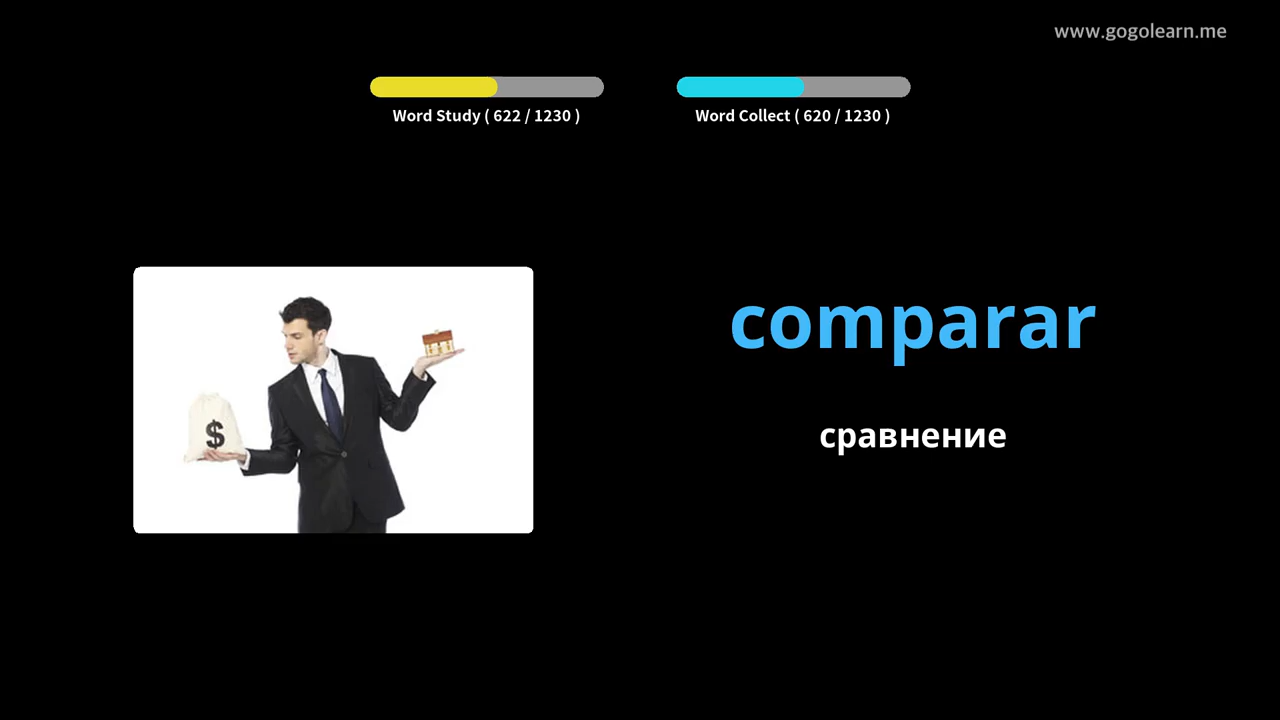 www.gogolearn.me
Word Study ( 622 / 1230 )
Word Collect ( 620 / 1230 )
comparar
сравнение
$